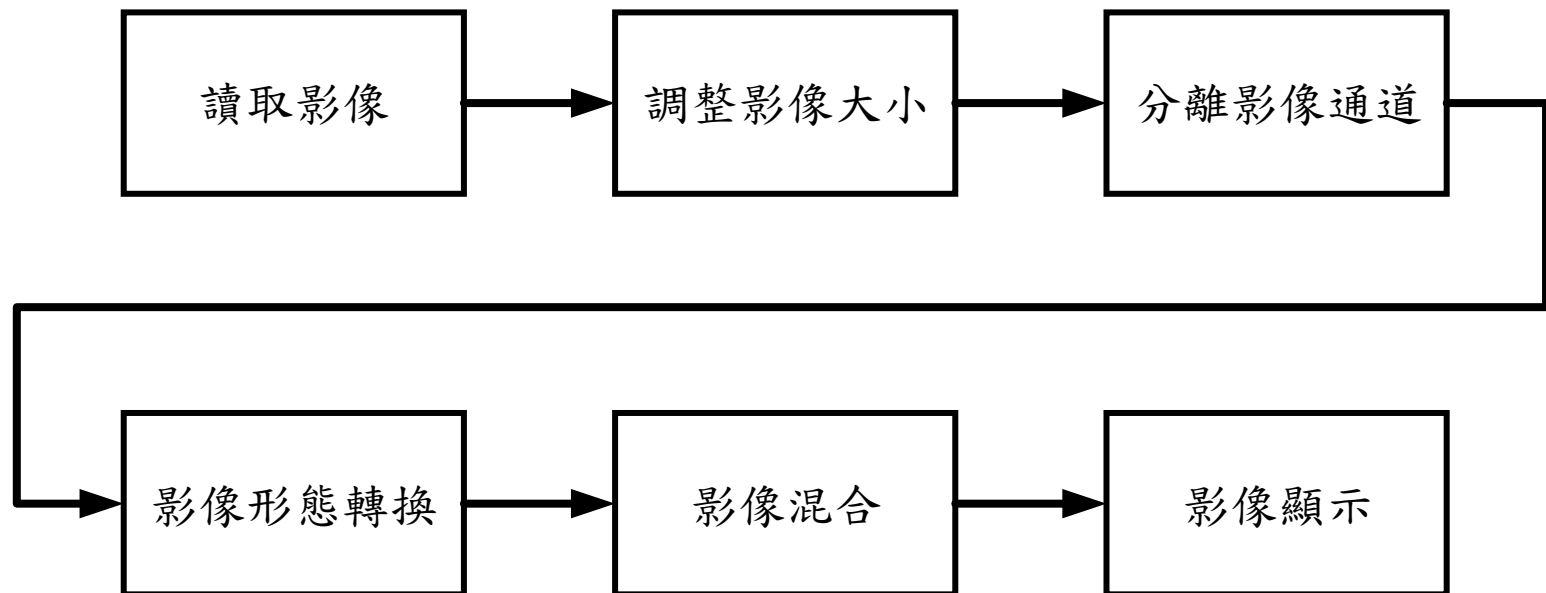 讀取影像
調整影像大小
分離影像通道
影像形態轉換
影像混合
影像顯示